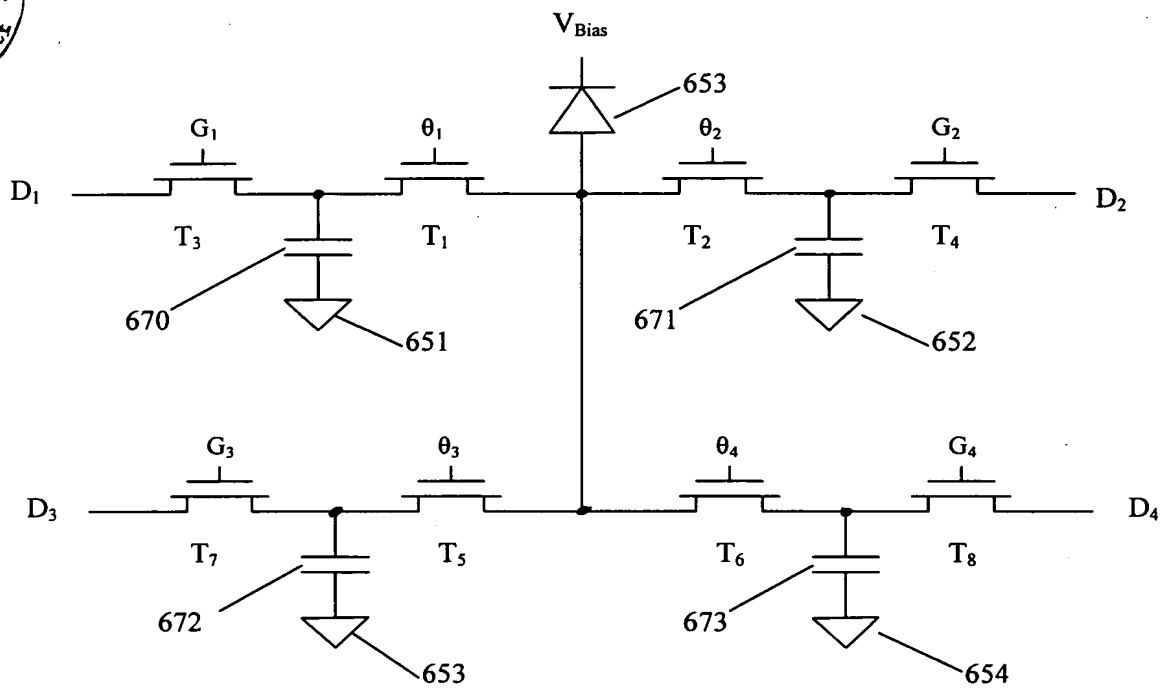 V_Bias
653
G₁ θ₁ θ₂ G₂
D₁ D₂
T₃ T₁ T₂ T₄
670 651 671 652
G₃ θ₃ θ₄ G₄
D₃ D₄
T₇ T₅ T₆ T₈
672 653 673 654